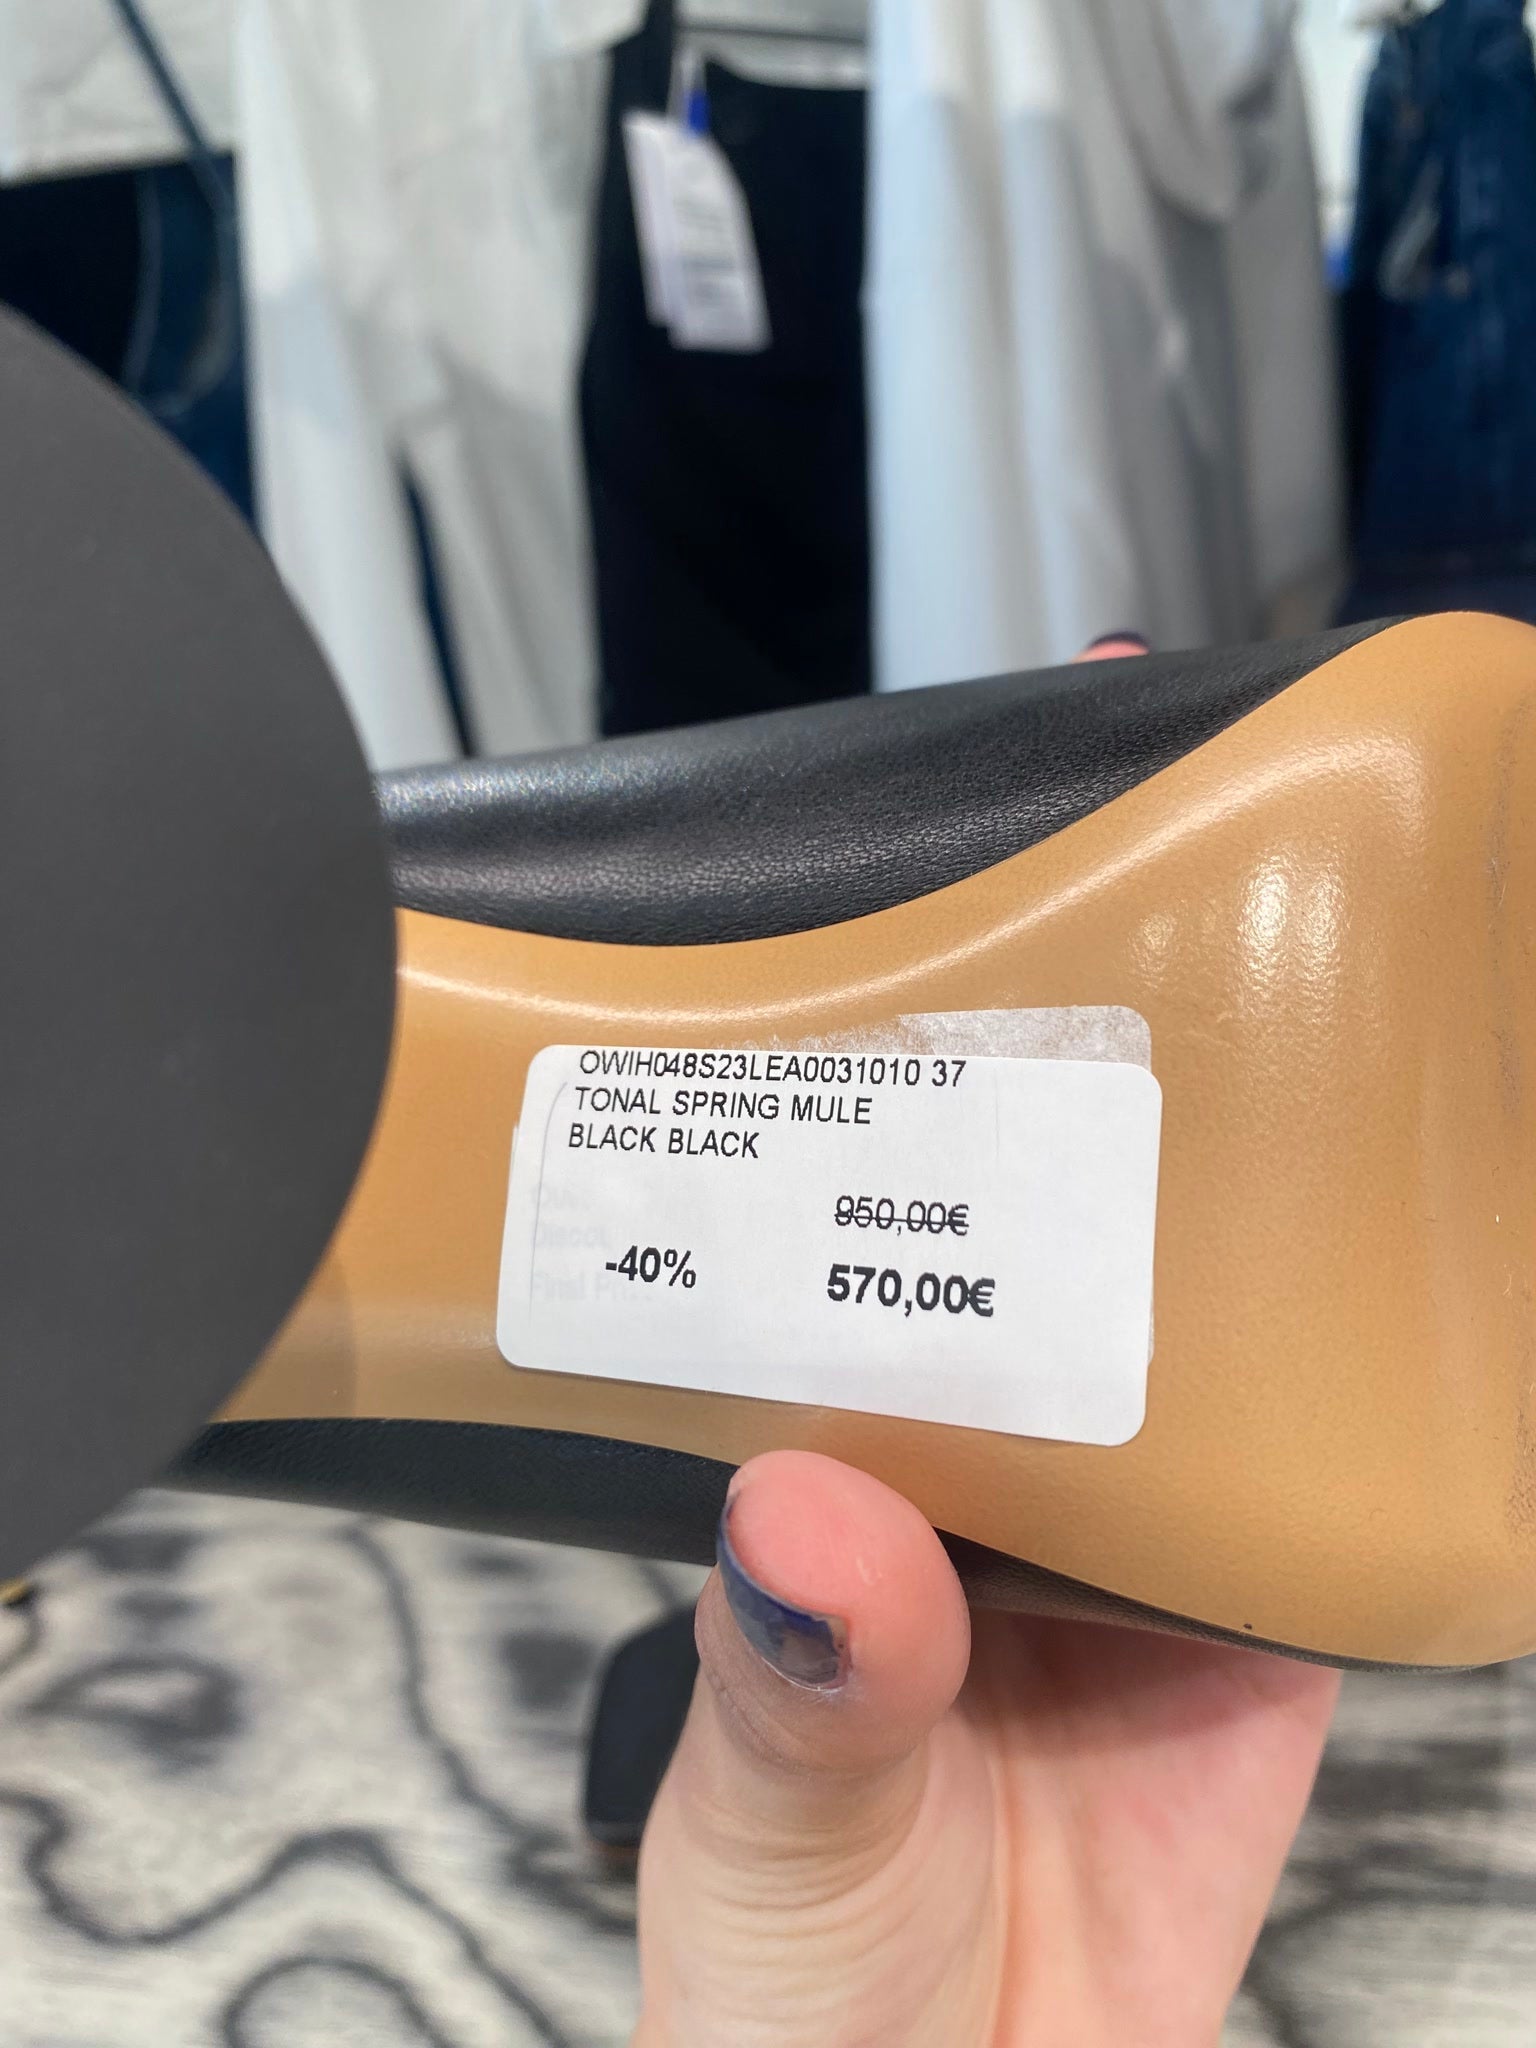 OWIH048S23LEA0031010 37
TONAL SPRING MULE
BLACK BLACK
950,00€
-40% 570,00€